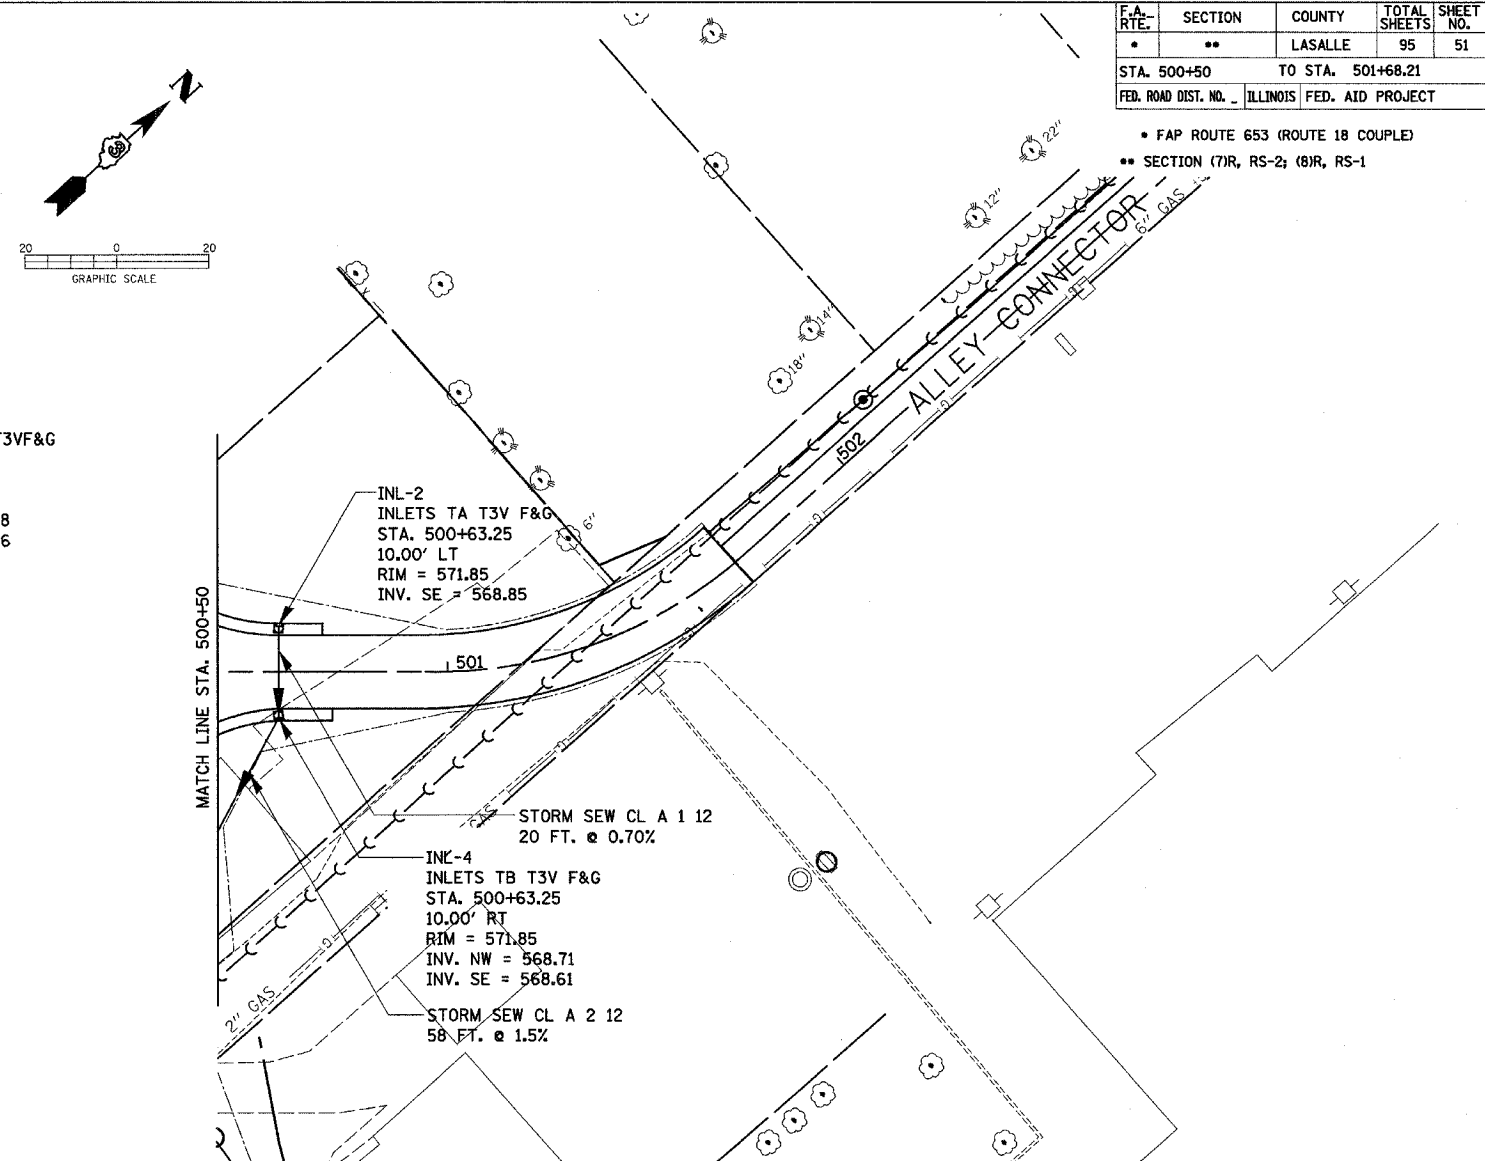 F.A. RTE. SECTION COUNTY TOTAL SHEETS SHEET NO.
* ** LASALLE 95 51
STA. 500+50 TO STA. 501+68.21
FED. ROAD DIST. NO. _ ILLINOIS FED. AID PROJECT
* FAP ROUTE 653 (ROUTE 18 COUPLE)
** SECTION (7)R, RS-2; (8)R, RS-1
N
20 0 20
GRAPHIC SCALE
22"
12"
14"
18"
6"
6" GAS
ALLEY CONNECTOR
502
T3VF&G
8
6
INL-2
INLETS TA T3V F&G
STA. 500+63.25
10.00' LT
RIM = 571.85
INV. SE = 568.85
MATCH LINE STA. 500+50
501
GAS
STORM SEW CL A 1 12
20 FT. @ 0.70%
INL-4
INLETS TB T3V F&G
STA. 500+63.25
10.00' RT
RIM = 571.85
INV. NW = 568.71
INV. SE = 568.61
2" GAS
STORM SEW CL A 2 12
58 FT. @ 1.5%